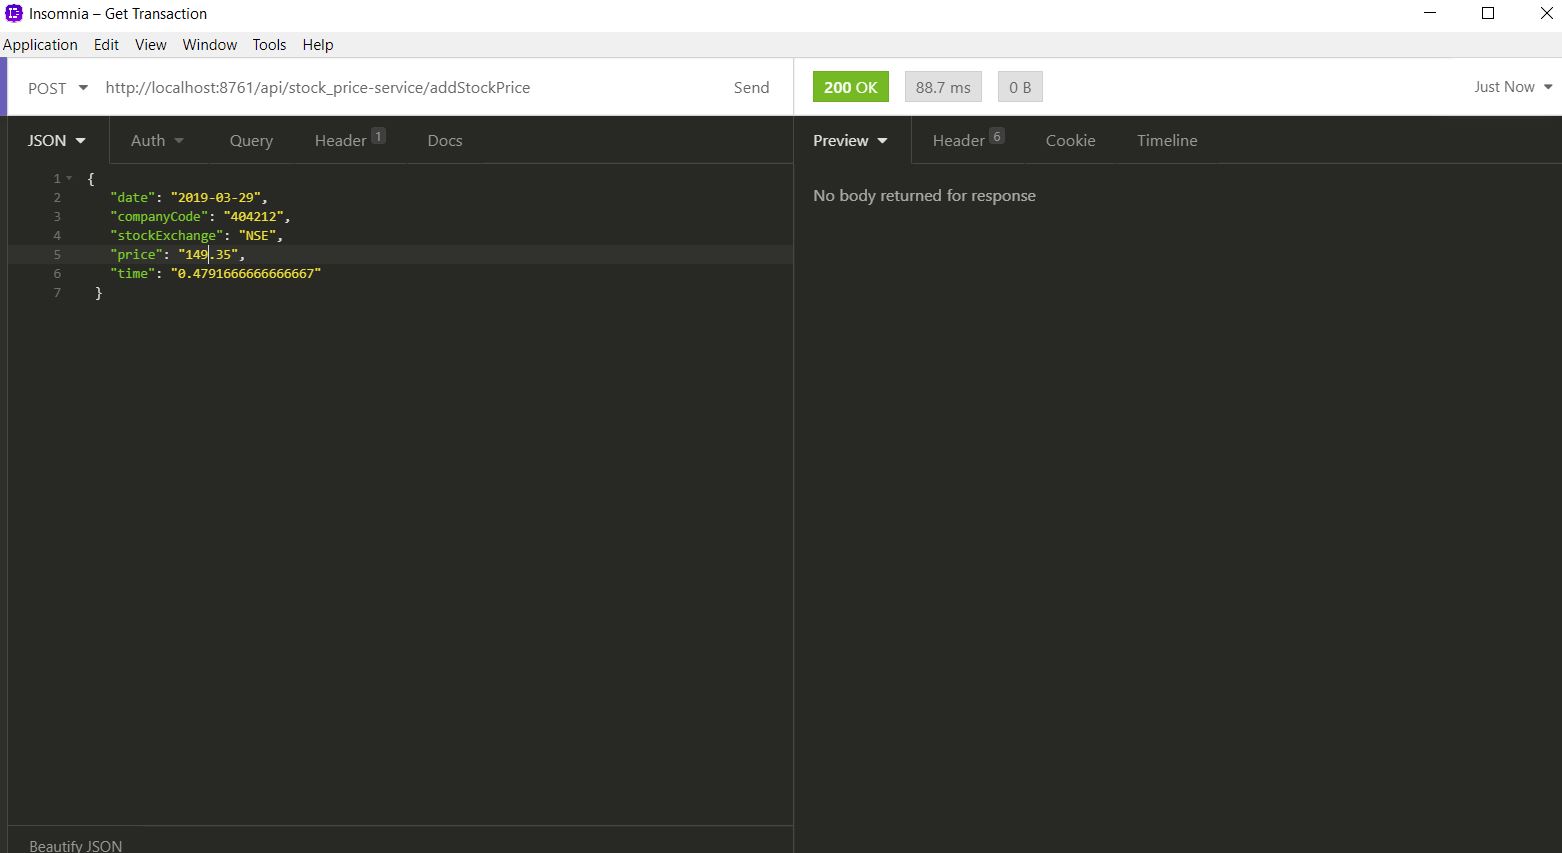 Insomnia – Get Transaction
Application Edit View Window Tools Help
POST http://localhost:8761/api/stock_price-service/addStockPrice Send
200 OK 88.7 ms 0 B Just Now
JSON Auth Query Header 1 Docs
Preview Header 6 Cookie Timeline
1 {
2 "date": "2019-03-29",
3 "companyCode": "404212",
4 "stockExchange": "NSE",
5 "price": "149.35",
6 "time": "0.4791666666666667"
7 }
No body returned for response
Beautify JSON